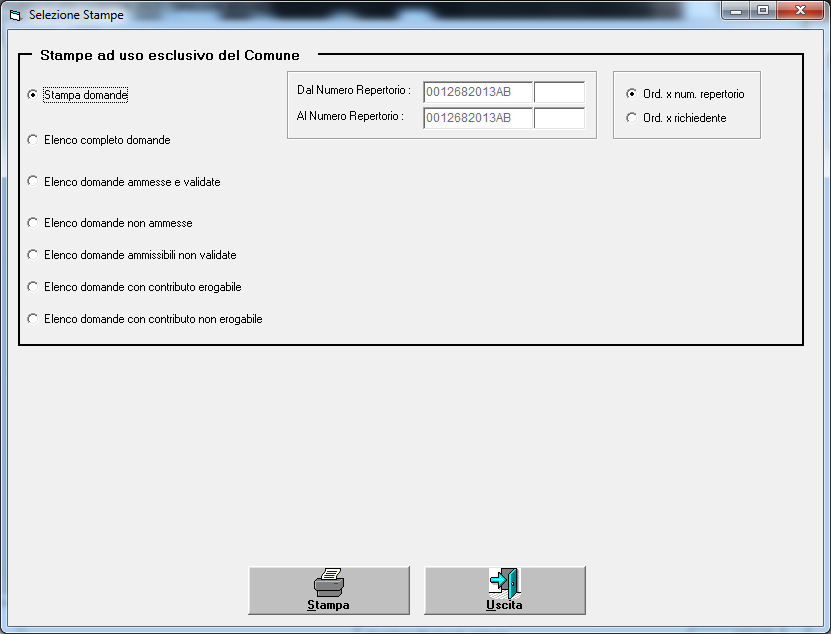 Selezione Stampe
Stampe ad uso esclusivo del Comune
Stampa domande
Dal Numero Repertorio :
0012682013AB
Al Numero Repertorio :
0012682013AB
Ord. x num. repertorio
Ord. x richiedente
Elenco completo domande
Elenco domande ammesse e validate
Elenco domande non ammesse
Elenco domande ammissibili non validate
Elenco domande con contributo erogabile
Elenco domande con contributo non erogabile
Stampa
Uscita